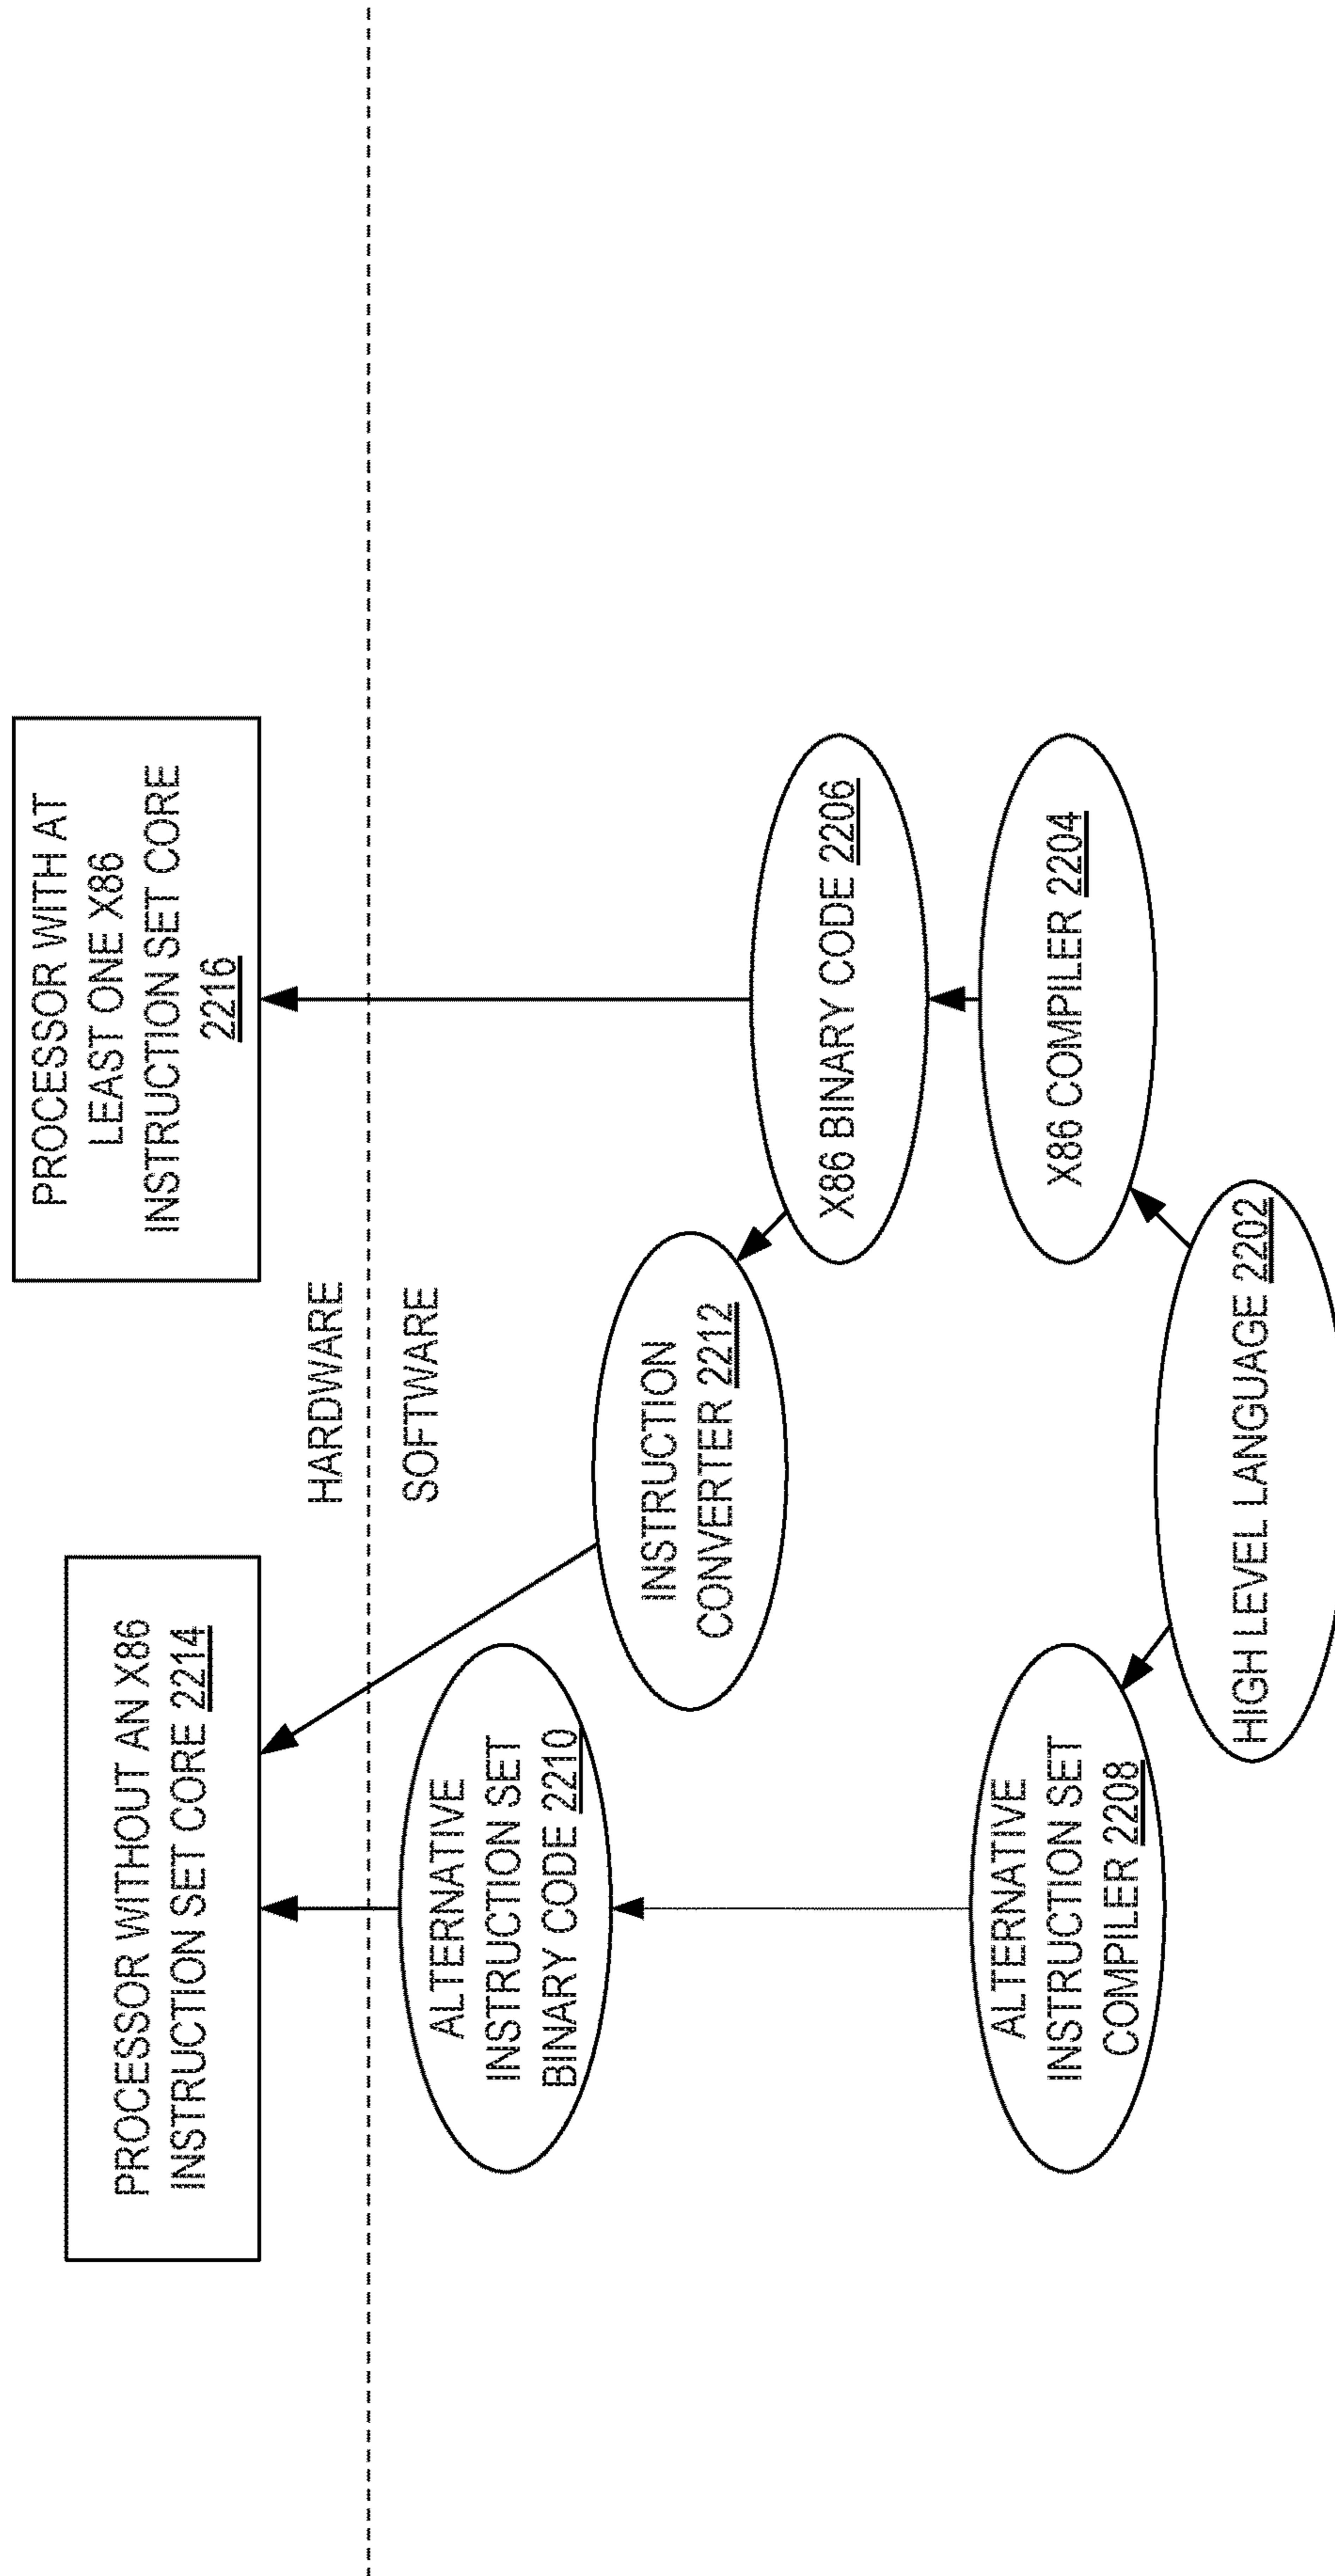 PROCESSOR WITHOUT AN X86
INSTRUCTION SET CORE 2214
PROCESSOR WITH AT
LEAST ONE X86
INSTRUCTION SET CORE
2216
HARDWARE
SOFTWARE
ALTERNATIVE
INSTRUCTION SET
BINARY CODE 2210
INSTRUCTION
CONVERTER 2212
X86 BINARY CODE 2206
ALTERNATIVE
INSTRUCTION SET
COMPILER 2208
X86 COMPILER 2204
HIGH LEVEL LANGUAGE 2202